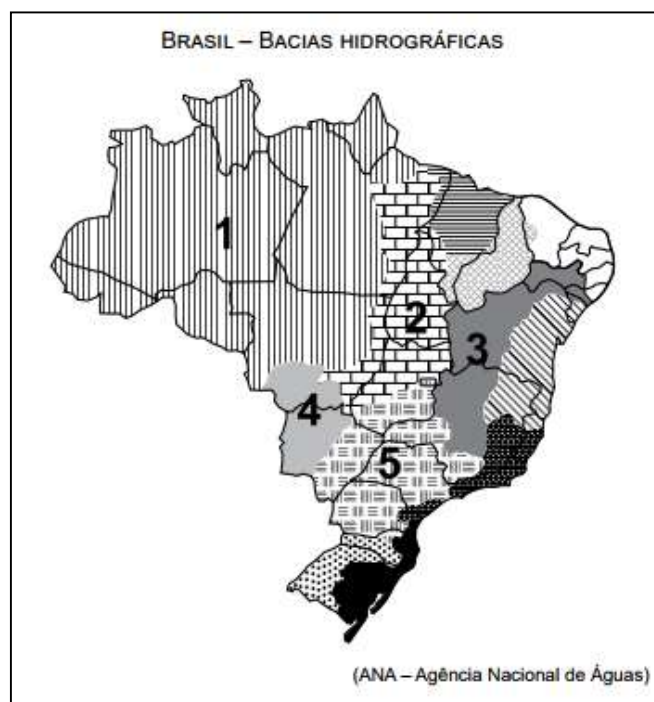 BRASIL – BACIAS HIDROGRÁFICAS
1
2
3
4
5
(ANA – Agência Nacional de Águas)